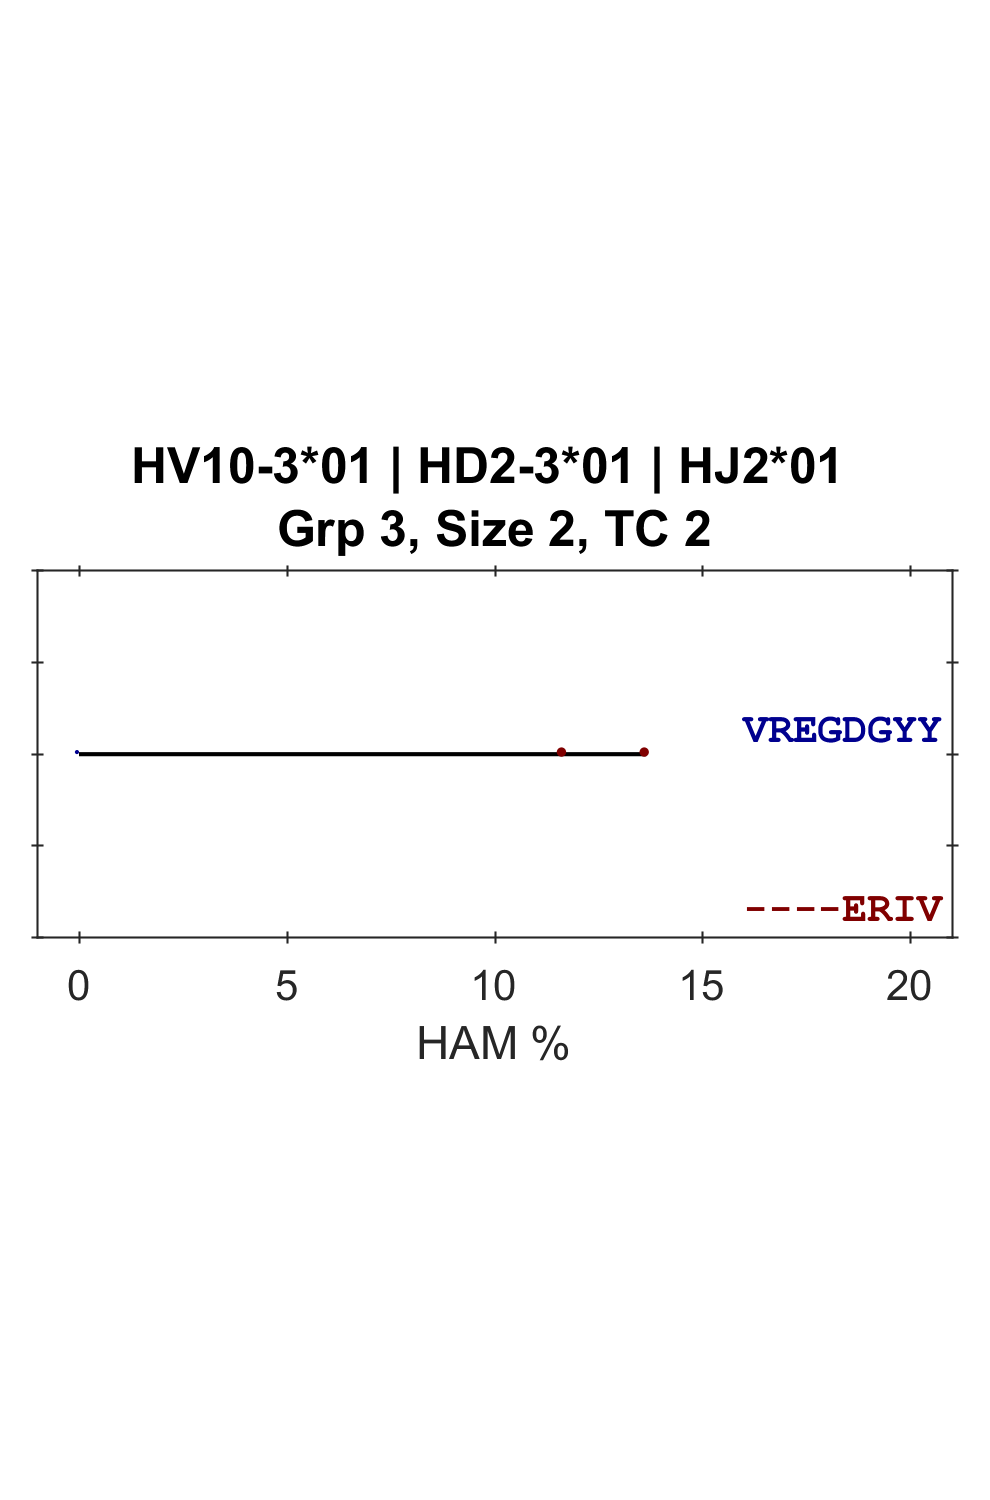 HV10-3*01 | HD2-3*01 | HJ2*01
Grp 3, Size 2, TC 2
VREGDGYY
----ERIV
0 5 10 15 20
HAM %